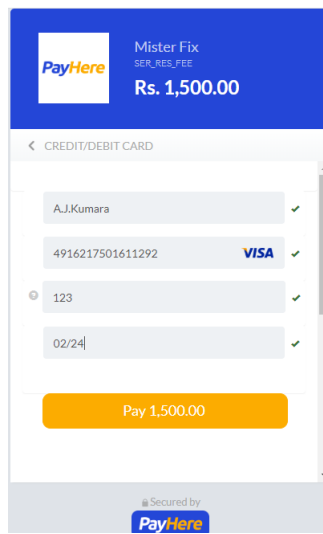 PayHere
Mister Fix
SER_RES_FEE
Rs. 1,500.00
CREDIT/DEBIT CARD
A.J.Kumara
4916217501611292 VISA
123
02/24
Pay 1,500.00
Secured by
PayHere